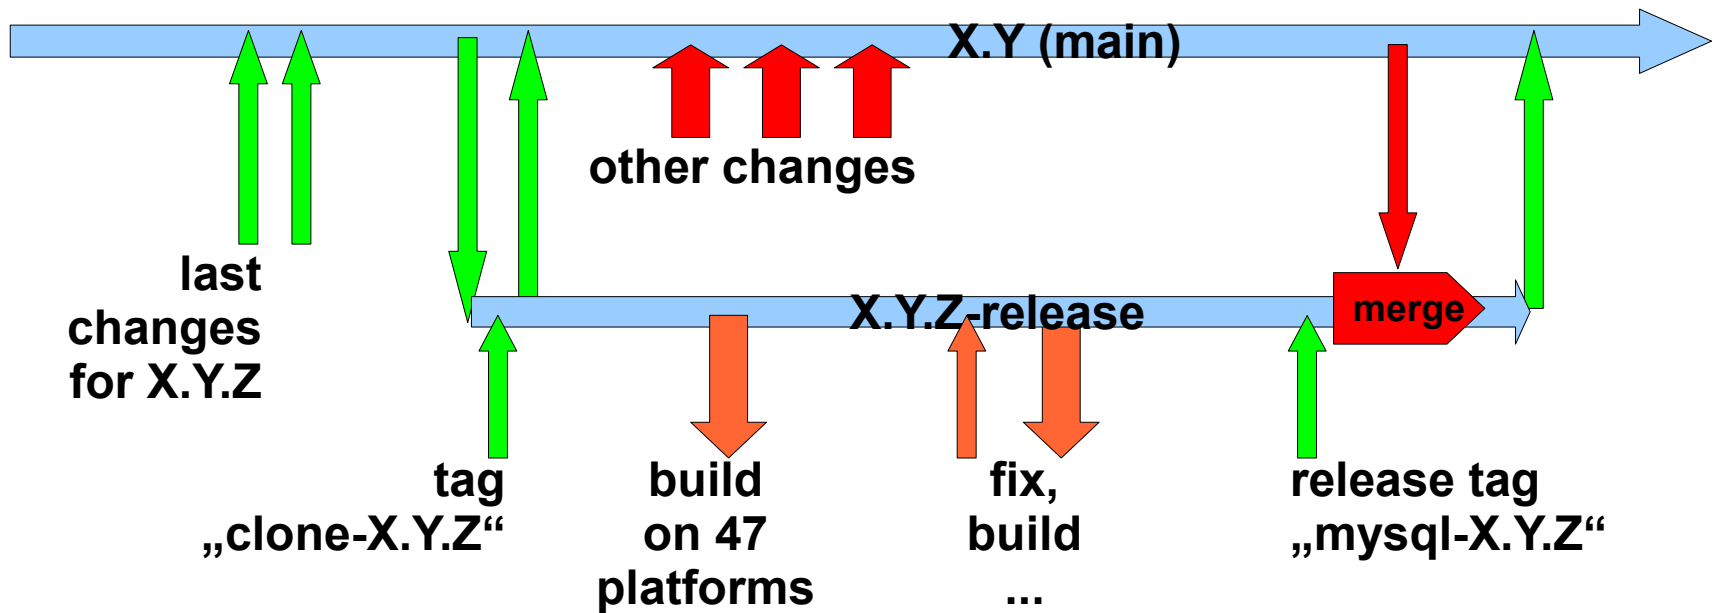 X.Y (main)
other changes
last
changes
for X.Y.Z
X.Y.Z-release
merge
tag
„clone-X.Y.Z“
build
on 47
platforms
fix,
build
...
release tag
„mysql-X.Y.Z“